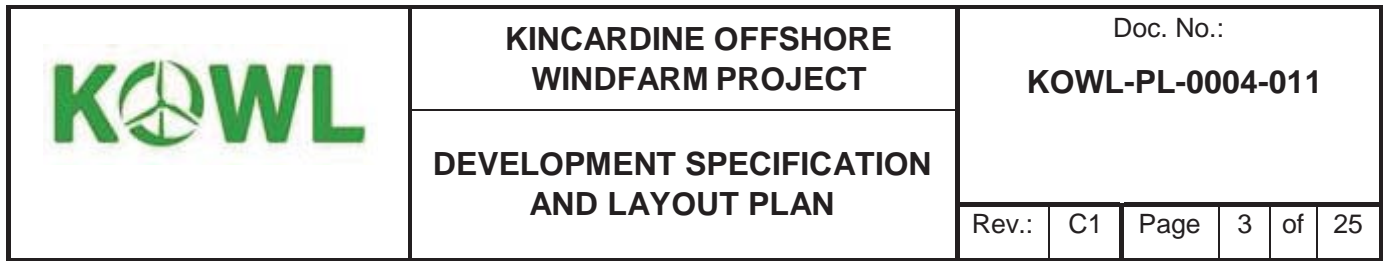 KOWL
KINCARDINE OFFSHORE
WINDFARM PROJECT
DEVELOPMENT SPECIFICATION
AND LAYOUT PLAN
Doc. No.:
KOWL-PL-0004-011
Rev.: C1 Page 3 of 25